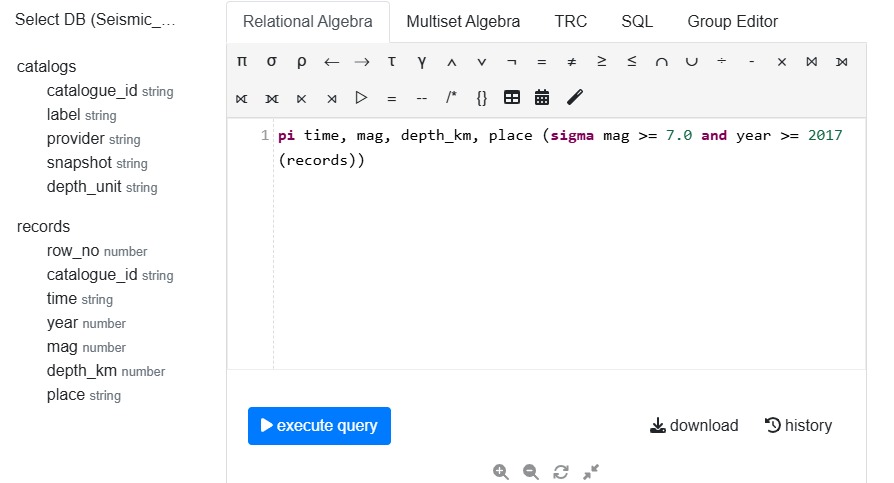 Select DB (Seismic_...
catalogs
catalogue_id string
label string
provider string
snapshot string
depth_unit string
records
row_no number
catalogue_id string
time string
year number
mag number
depth_km number
place string
Relational Algebra Multiset Algebra TRC SQL Group Editor
π σ ρ ← → τ γ ∧ ∨ ¬ = ≠ ≥ ≤ ∩ ∪ ÷ - × ⋈ ⟕
⟖ ⟗ ⋉ ⋊ ▷ = -- /* {}
1 pi time, mag, depth_km, place (sigma mag >= 7.0 and year >= 2017
(records))
execute query
download history